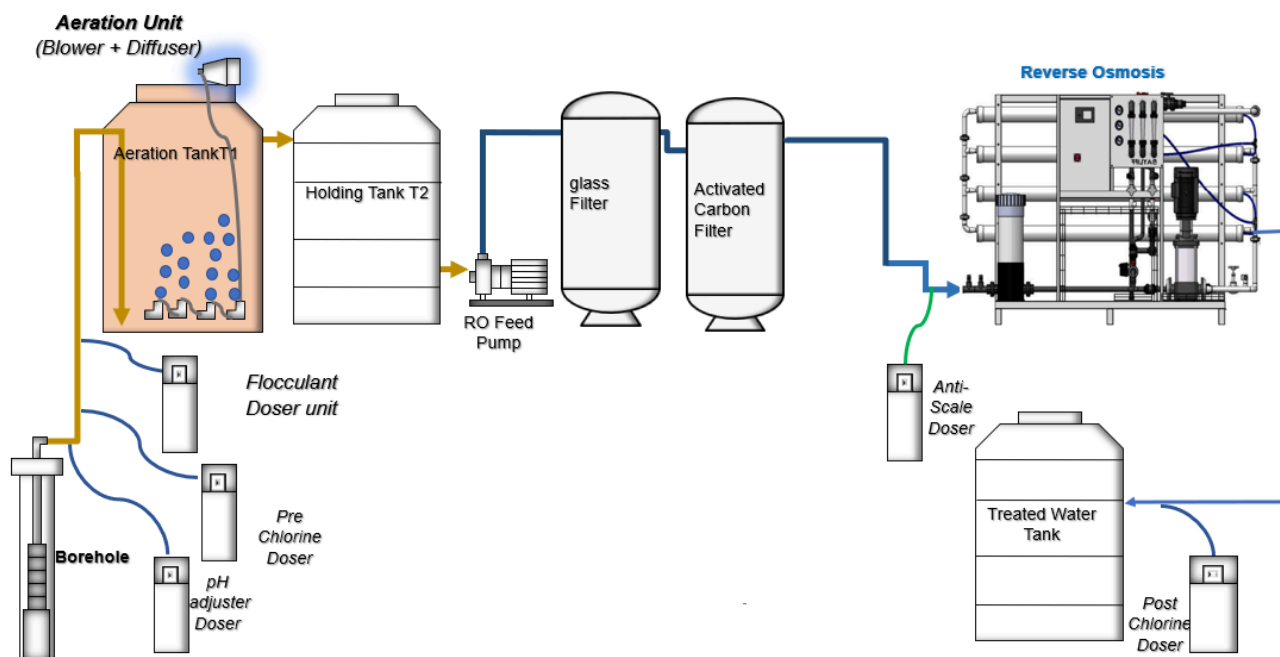 Aeration Unit
(Blower + Diffuser)
Aeration TankT1
Holding Tank T2
RO Feed
Pump
glass
Filter
Activated
Carbon
Filter
Reverse Osmosis
Flocculant
Doser unit
Pre
Chlorine
Doser
Borehole
pH
adjuster
Doser
Anti-
Scale
Doser
Treated Water
Tank
Post
Chlorine
Doser